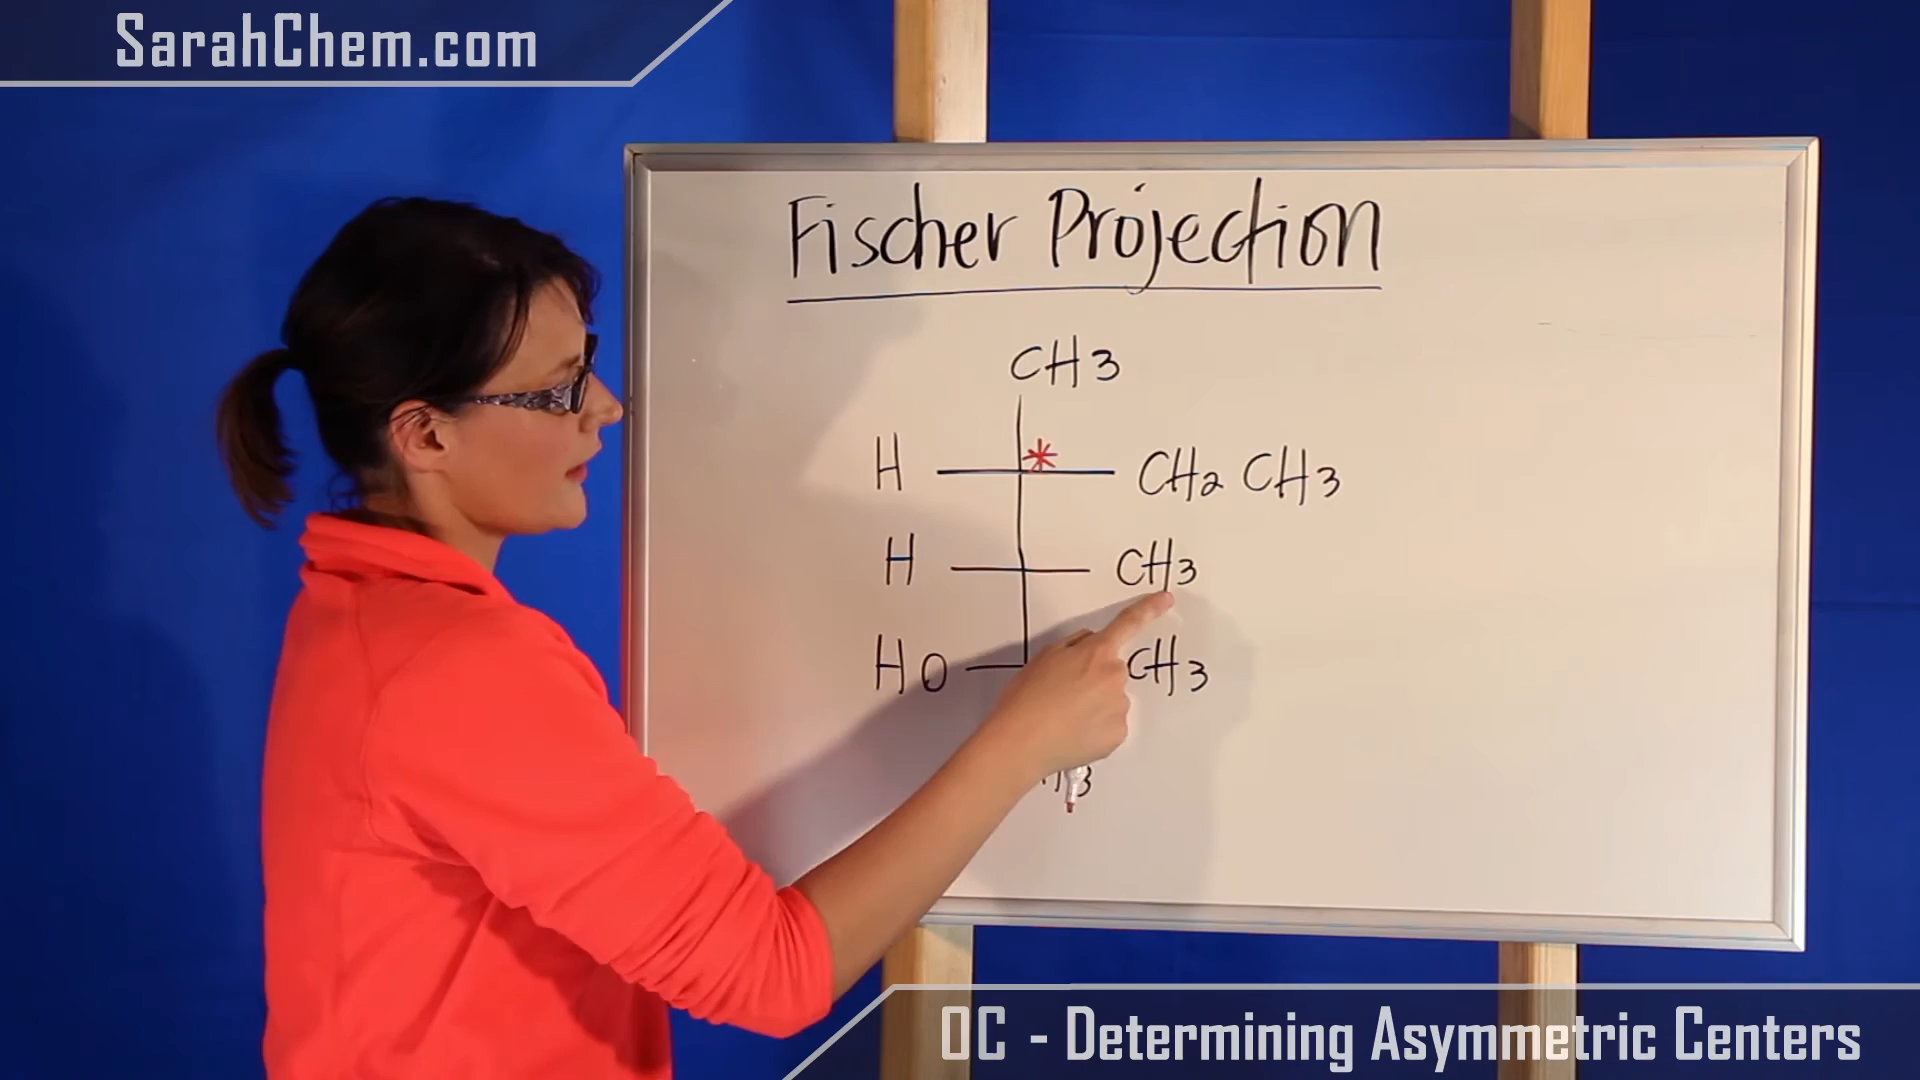 SarahChem.com
Fischer Projection
CH3
H CH2 CH3
H CH3
HO CH3
OC - Determining Asymmetric Centers